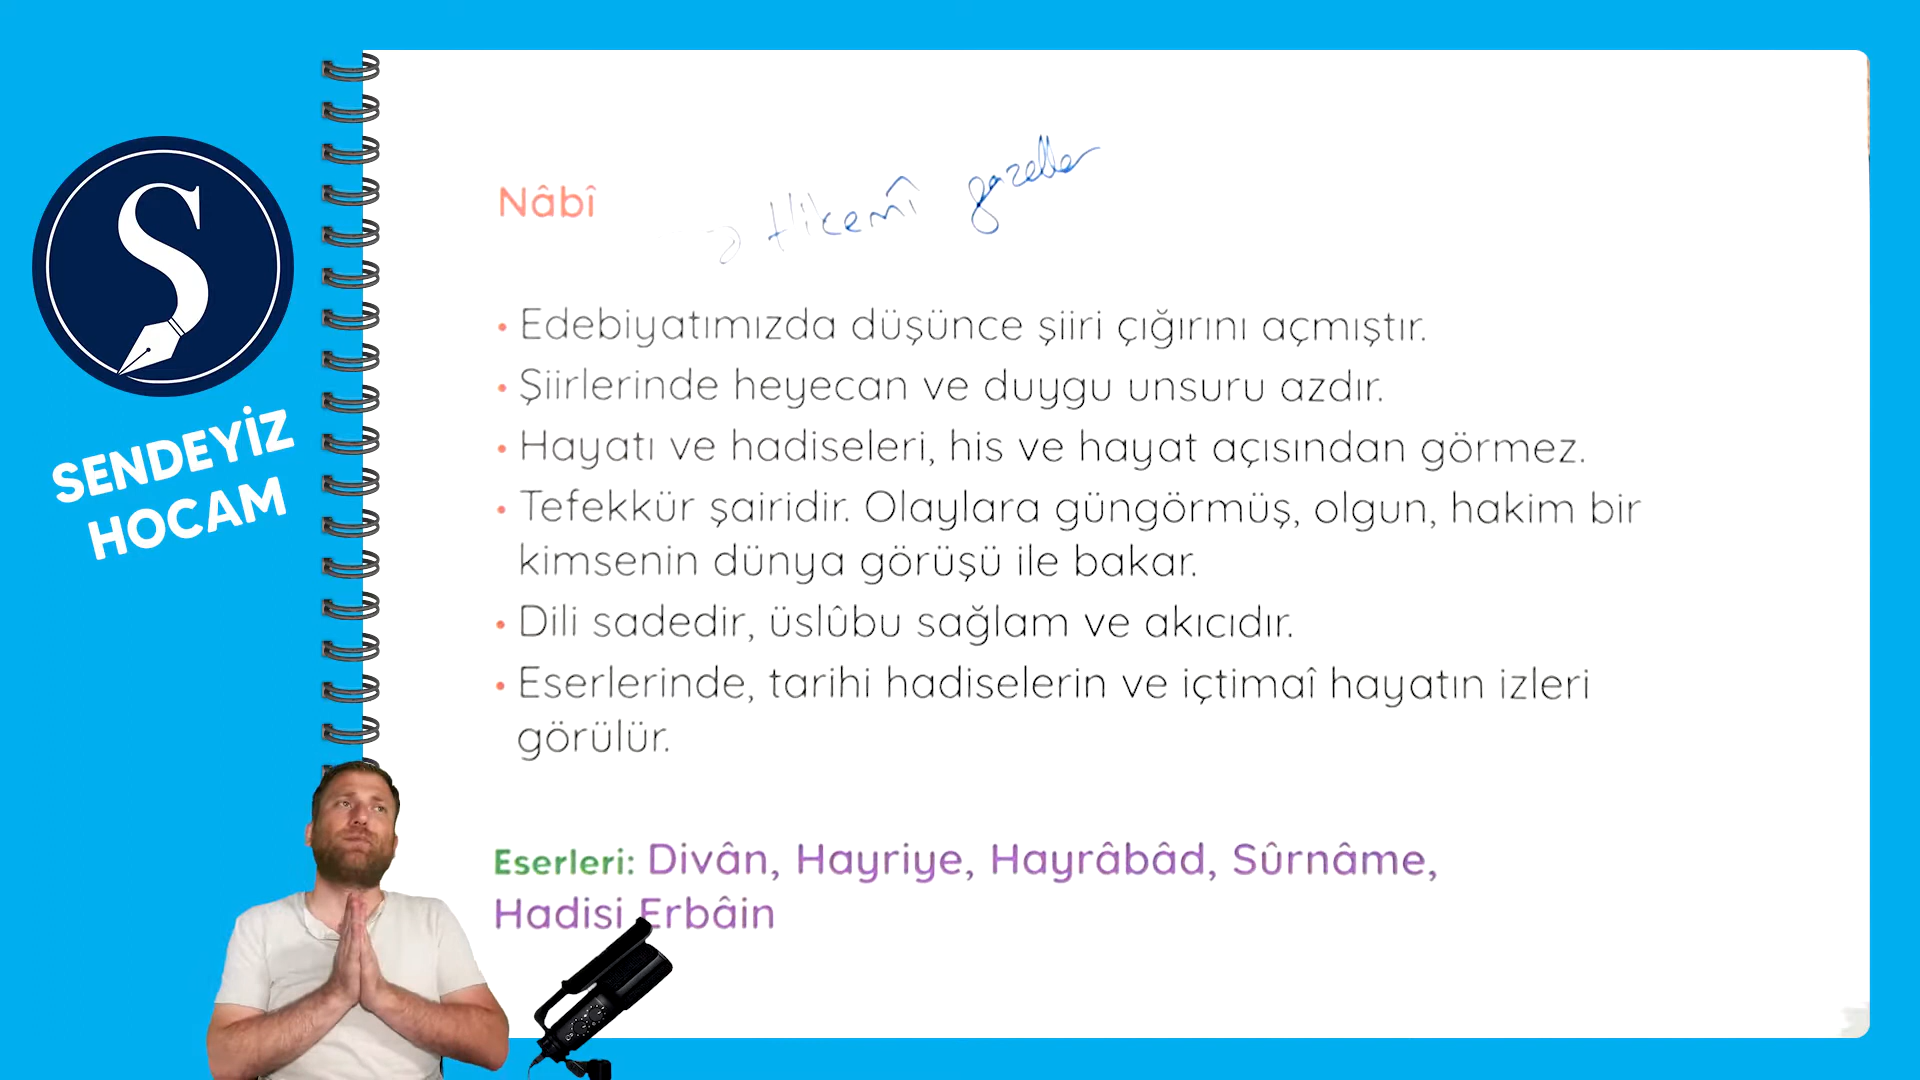 S
SENDEYİZ
HOCAM
Nâbî
Hikemî gazeller
• Edebiyatımızda düşünce şiiri çığırını açmıştır.
• Şiirlerinde heyecan ve duygu unsuru azdır.
• Hayatı ve hadiseleri, his ve hayat açısından görmez.
• Tefekkür şairidir. Olaylara güngörmüş, olgun, hakim bir
kimsenin dünya görüşü ile bakar.
• Dili sadedir, üslûbu sağlam ve akıcıdır.
• Eserlerinde, tarihi hadiselerin ve içtimaî hayatın izleri
görülür.
Eserleri: Divân, Hayriye, Hayrâbâd, Sûrnâme,
Hadisi Erbâin